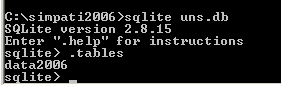 C:\simpati2006>sqlite uns.db
SQLite version 2.8.15
Enter ".help" for instructions
sqlite> .tables
data2006
sqlite>